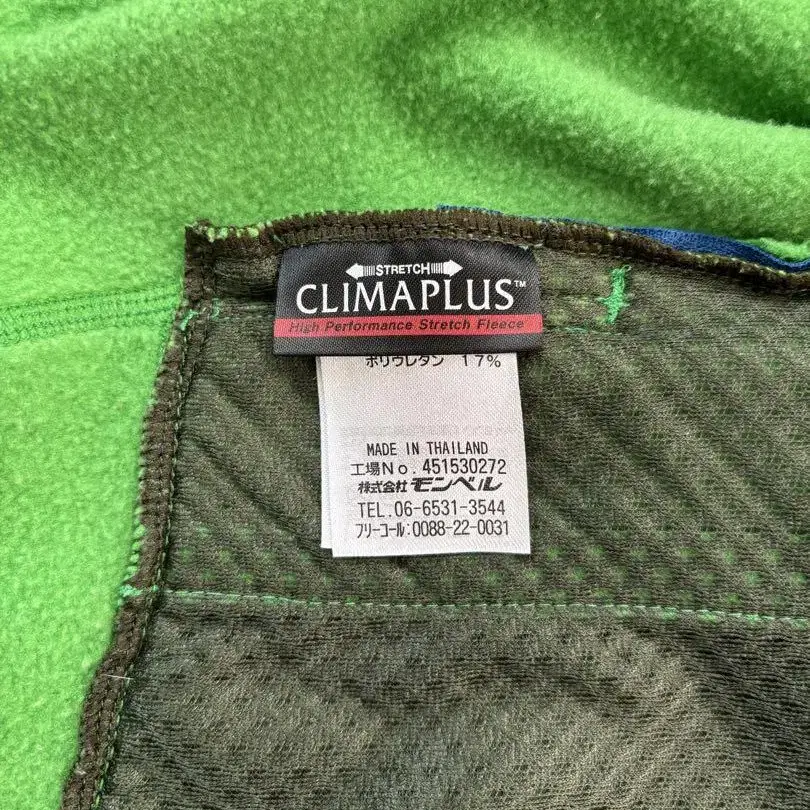 STRETCH
CLIMAPLUS™
High Performance Stretch Fleece
ポリウレタン 17%
MADE IN THAILAND
工場No.451530272
株式会社 モンベル
TEL.06-6531-3544
フリーコール:0088-22-0031